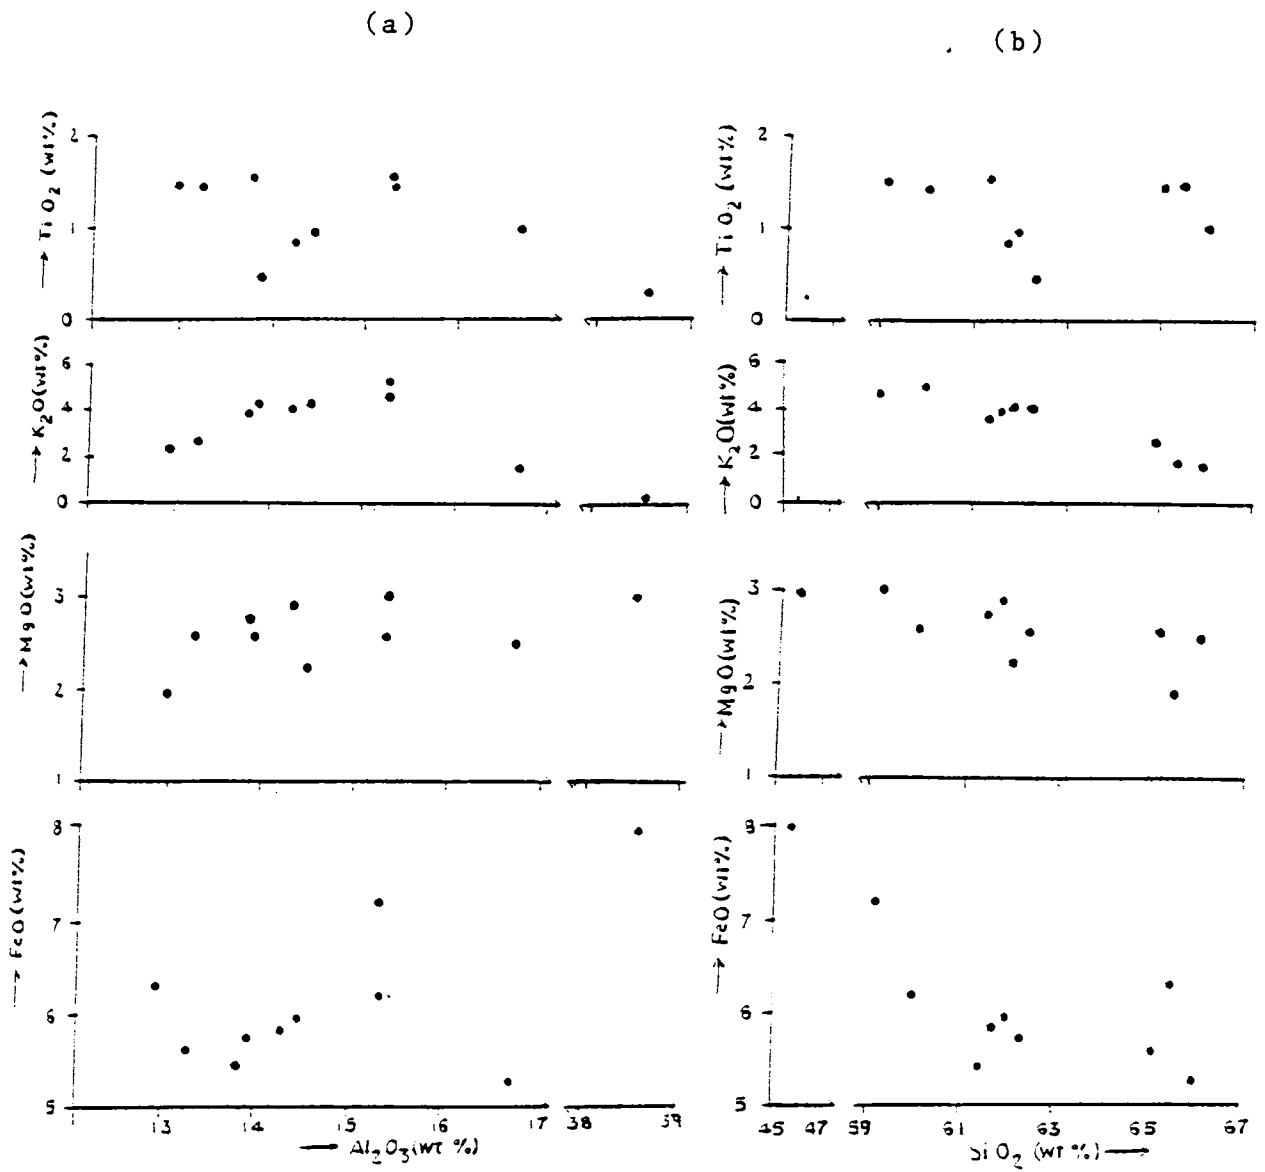 (a)
(b)
→ TiO₂ (wt%)
2
1
0
→ TiO₂ (wt%)
2
1
0
→ K₂O (wt%)
6
4
2
0
→ K₂O (wt%)
6
4
2
0
→ MgO (wt%)
3
2
1
→ MgO (wt%)
3
2
1
→ FeO (wt%)
8
7
6
5
→ FeO (wt%)
8
7
6
5
13 14 15 16 17 38 39
→ Al₂O₃ (wt %)
45 47 59 61 63 65 67
SiO₂ (wt %) →